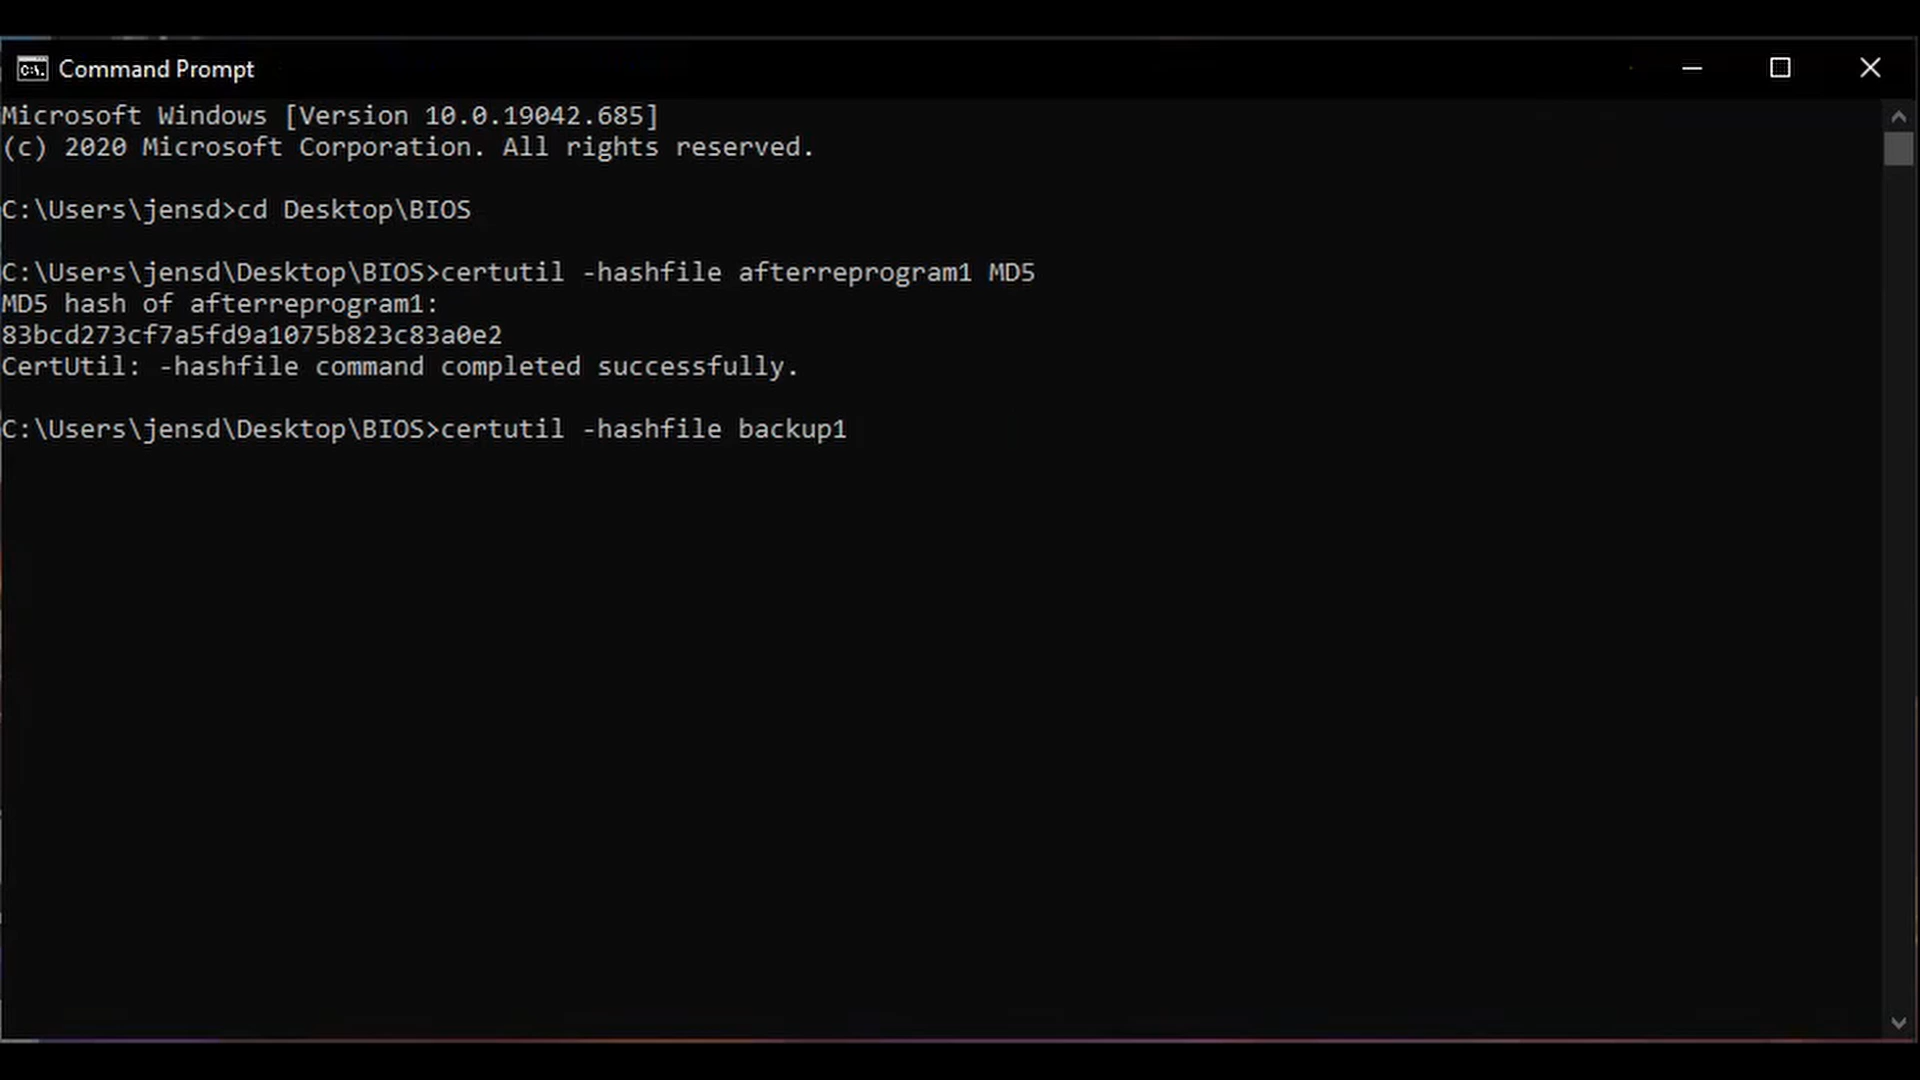 Command Prompt
Microsoft Windows [Version 10.0.19042.685]
(c) 2020 Microsoft Corporation. All rights reserved.
C:\Users\jensd>cd Desktop\BIOS
C:\Users\jensd\Desktop\BIOS>certutil -hashfile afterreprogram1 MD5
MD5 hash of afterreprogram1:
83bcd273cf7a5fd9a1075b823c83a0e2
CertUtil: -hashfile command completed successfully.
C:\Users\jensd\Desktop\BIOS>certutil -hashfile backup1